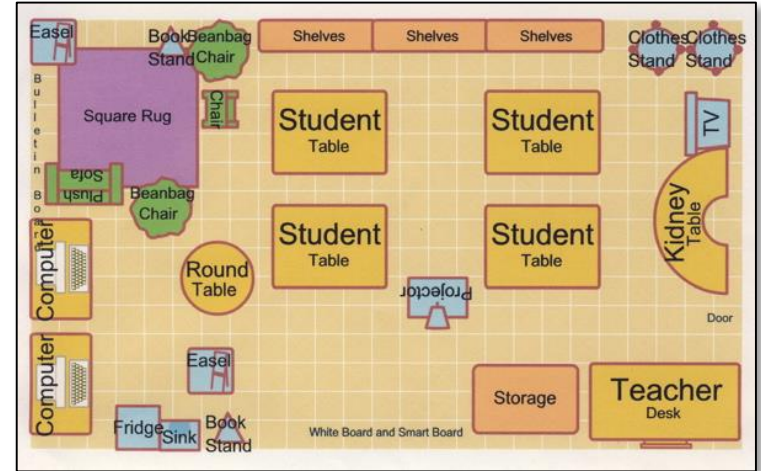 Easel
Book
Stand
Beanbag
Chair
Shelves
Shelves
Shelves
Clothes
Stand
Clothes
Stand
Bulletin Board
Square Rug
Chair
Student
Table
Student
Table
TV
Plush
Sofa
Beanbag
Chair
Student
Table
Student
Table
Kidney
Table
Computer
Round
Table
Projector
Door
Computer
Easel
Storage
Teacher
Desk
Fridge
Sink
Book
Stand
White Board and Smart Board